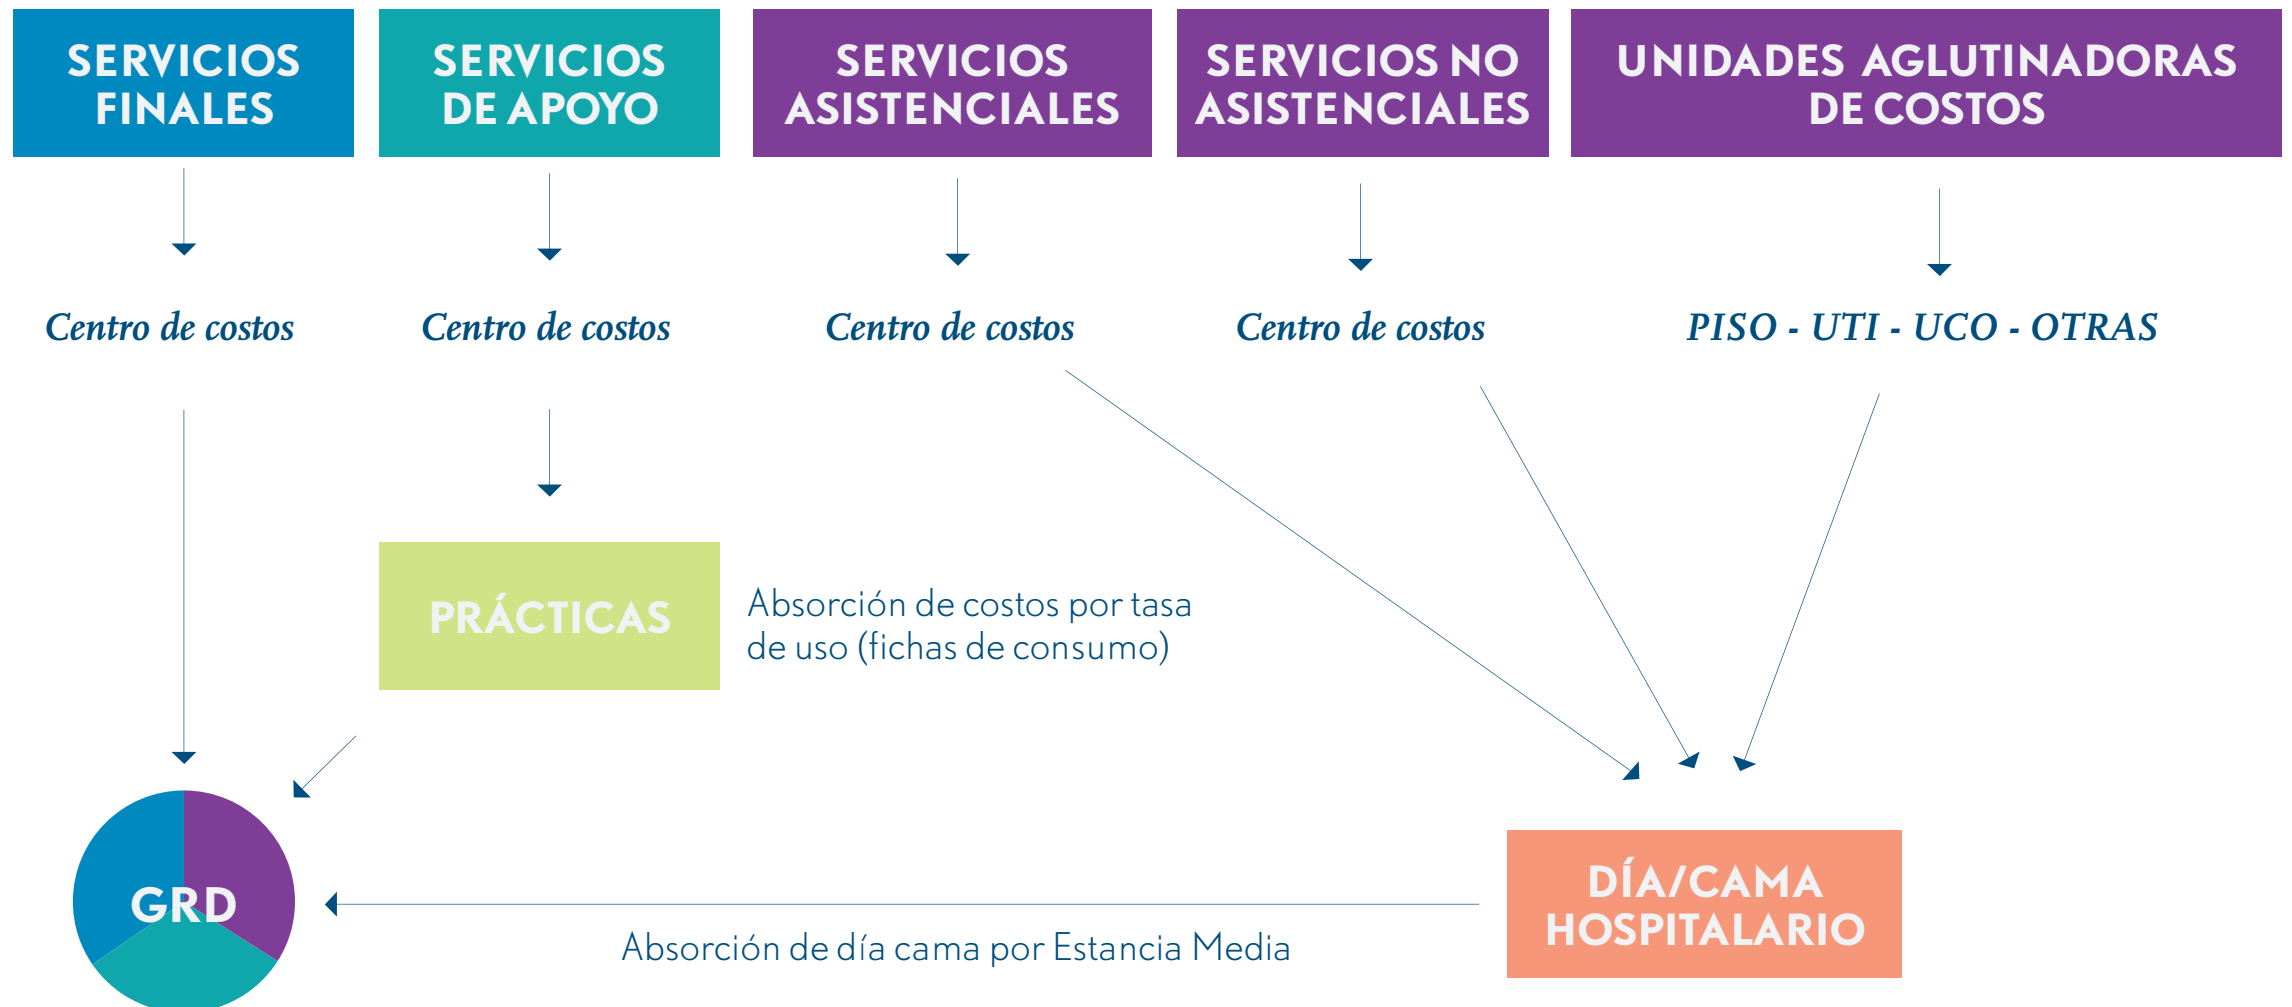 SERVICIOS
FINALES
SERVICIOS
DE APOYO
SERVICIOS
ASISTENCIALES
SERVICIOS NO
ASISTENCIALES
UNIDADES AGLUTINADORAS
DE COSTOS
Centro de costos
Centro de costos
Centro de costos
Centro de costos
PISO - UTI - UCO - OTRAS
PRÁCTICAS
Absorción de costos por tasa
de uso (fichas de consumo)
GRD
Absorción de día cama por Estancia Media
DÍA/CAMA
HOSPITALARIO